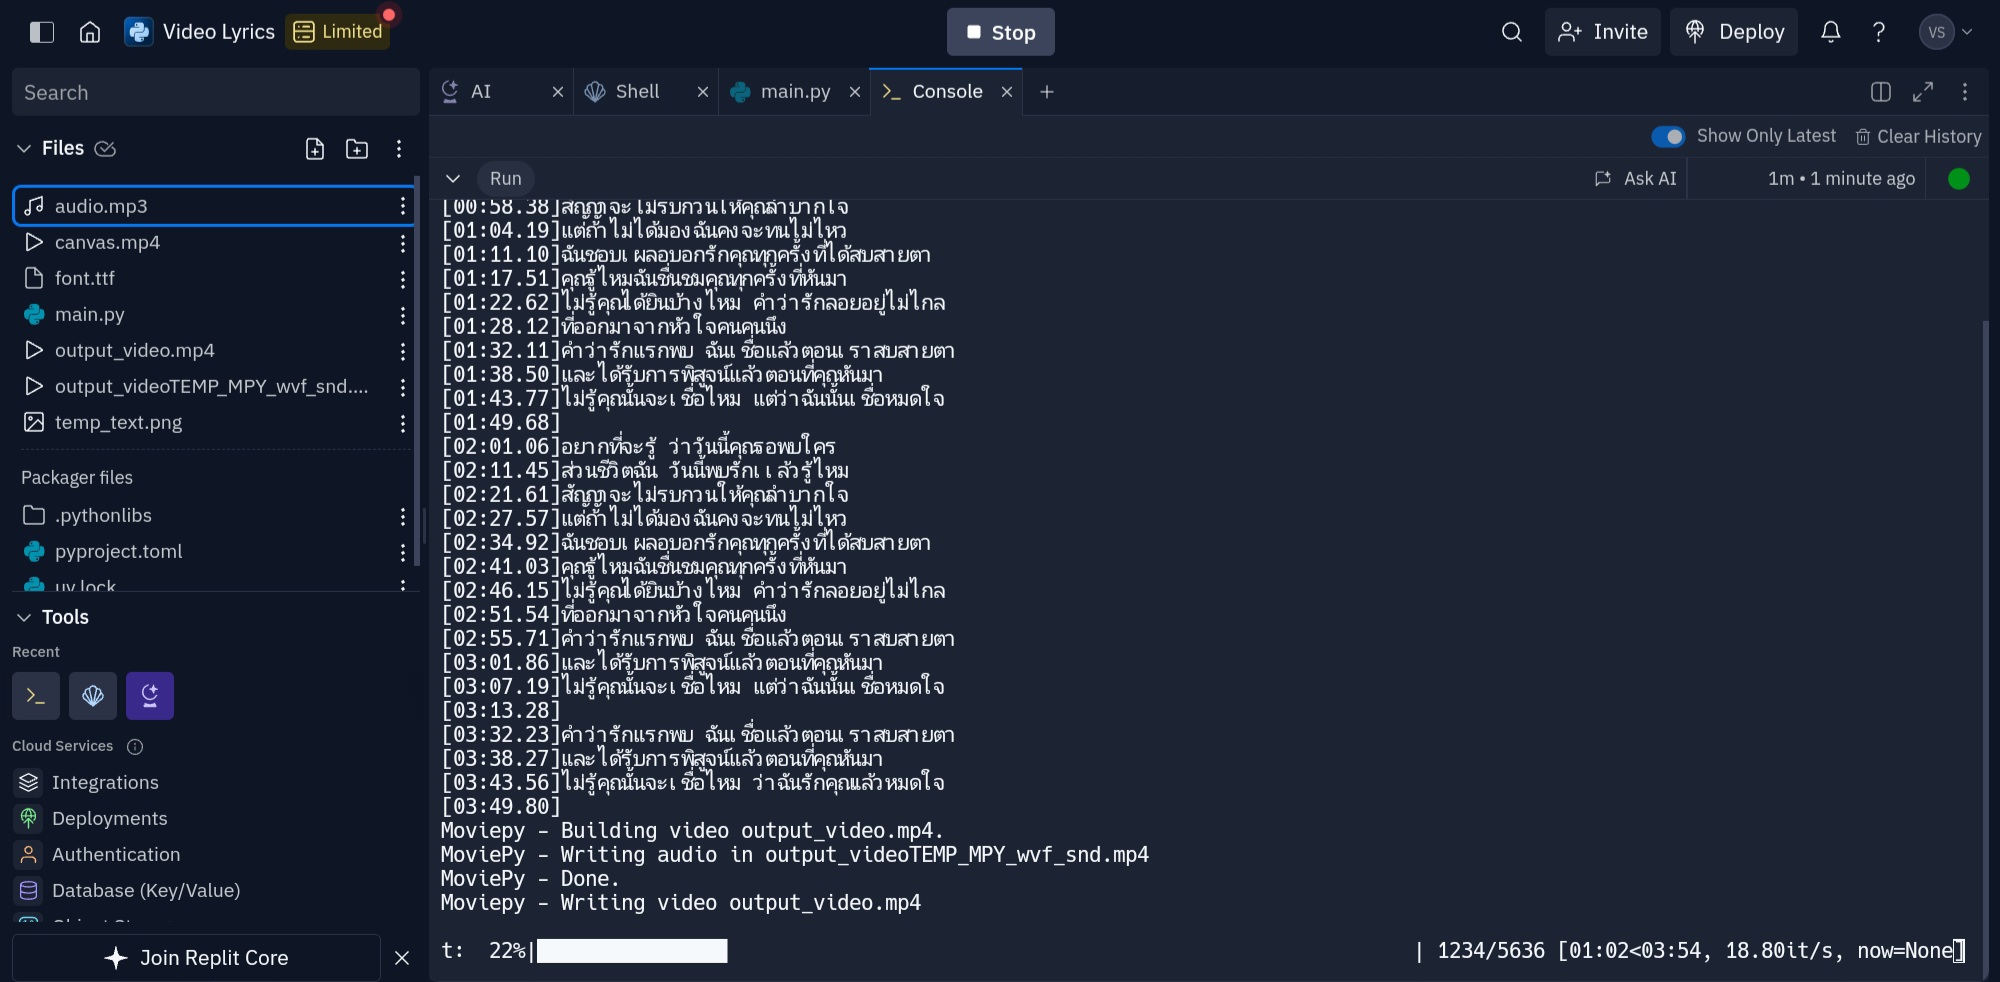 Video Lyrics
Limited
Stop
Invite
Deploy
?
VS
Search
AI
Shell
main.py
Console
Show Only Latest
Clear History
Files
audio.mp3
canvas.mp4
font.ttf
main.py
output_video.mp4
output_videoTEMP_MPY_wvf_snd....
temp_text.png
Packager files
.pythonlibs
pyproject.toml
uv.lock
Tools
Recent
Cloud Services
Integrations
Deployments
Authentication
Database (Key/Value)
Join Replit Core
Run
Ask AI
1m • 1 minute ago
[00:58.38]สัญญาจะไม่รบกวนให้คุณลำบากใจ
[01:04.19]แต่ถ้าไม่ได้มองฉันคงจะทนไม่ไหว
[01:11.10]ฉันชอบเผลอบอกรักคุณทุกครั้งที่ได้สบสายตา
[01:17.51]คุณรู้ไหมฉันชื่นชมคุณทุกครั้งที่หันมา
[01:22.62]ไม่รู้คุณได้ยินบ้างไหม คำว่ารักลอยอยู่ไม่ไกล
[01:28.12]ที่ออกมาจากหัวใจคนคนนึง
[01:32.11]คำว่ารักแรกพบ ฉันเชื่อแล้วตอนเราสบสายตา
[01:38.50]และได้รับการพิสูจน์แล้วตอนที่คุณหันมา
[01:43.77]ไม่รู้คุณนั้นจะเชื่อไหม แต่ว่าฉันนั้นเชื่อหมดใจ
[01:49.68]
[02:01.06]อยากที่จะรู้ ว่าวันนี้คุณรอพบใคร
[02:11.45]ส่วนชีวิตฉัน วันนี้พบรักเเล้วรู้ไหม
[02:21.61]สัญญาจะไม่รบกวนให้คุณลำบากใจ
[02:27.57]แต่ถ้าไม่ได้มองฉันคงจะทนไม่ไหว
[02:34.92]ฉันชอบเผลอบอกรักคุณทุกครั้งที่ได้สบสายตา
[02:41.03]คุณรู้ไหมฉันชื่นชมคุณทุกครั้งที่หันมา
[02:46.15]ไม่รู้คุณได้ยินบ้างไหม คำว่ารักลอยอยู่ไม่ไกล
[02:51.54]ที่ออกมาจากหัวใจคนคนนึง
[02:55.71]คำว่ารักแรกพบ ฉันเชื่อแล้วตอนเราสบสายตา
[03:01.86]และได้รับการพิสูจน์แล้วตอนที่คุณหันมา
[03:07.19]ไม่รู้คุณนั้นจะเชื่อไหม แต่ว่าฉันนั้นเชื่อหมดใจ
[03:13.28]
[03:32.23]คำว่ารักแรกพบ ฉันเชื่อแล้วตอนเราสบสายตา
[03:38.27]และได้รับการพิสูจน์แล้วตอนที่คุณหันมา
[03:43.56]ไม่รู้คุณนั้นจะเชื่อไหม ว่าฉันรักคุณแล้วหมดใจ
[03:49.80]
Moviepy - Building video output_video.mp4.
MoviePy - Writing audio in output_videoTEMP_MPY_wvf_snd.mp4
MoviePy - Done.
Moviepy - Writing video output_video.mp4
t: 22%| | 1234/5636 [01:02<03:54, 18.80it/s, now=None]